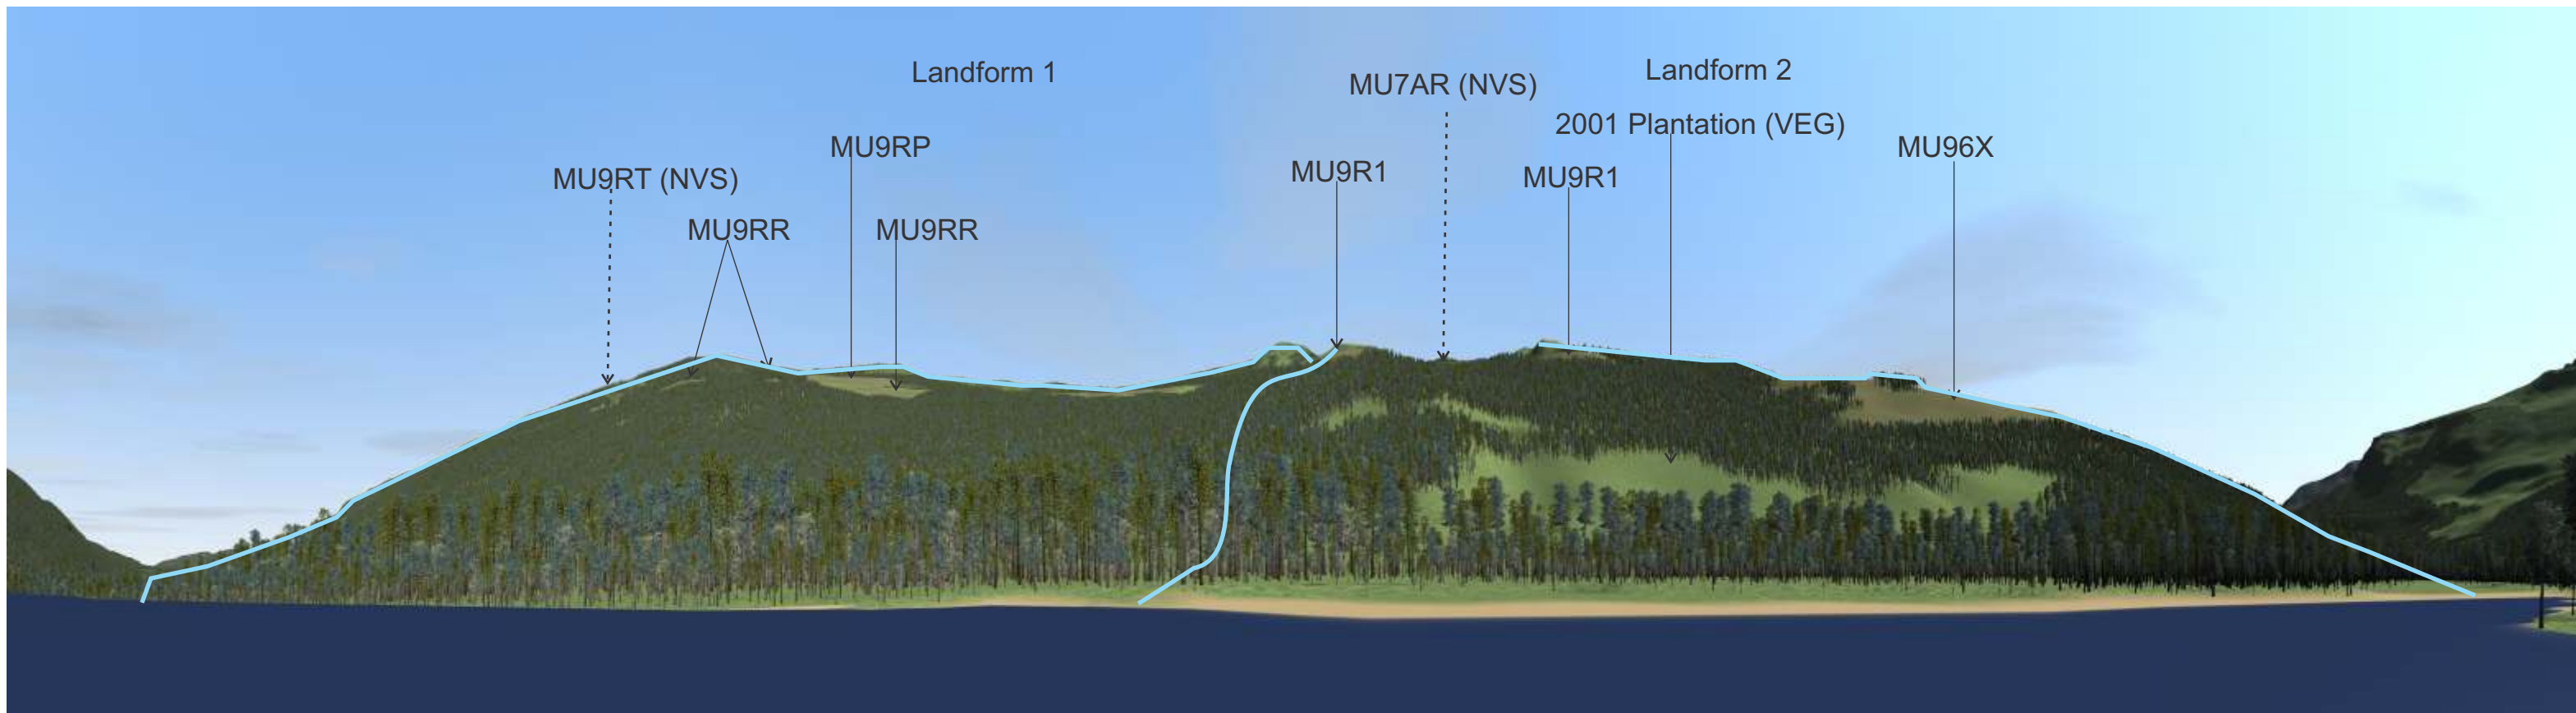 Landform 1
Landform 2
MU7AR (NVS)
2001 Plantation (VEG)
MU9RP
MU96X
MU9R1
MU9R1
MU9RT (NVS)
MU9RR
MU9RR